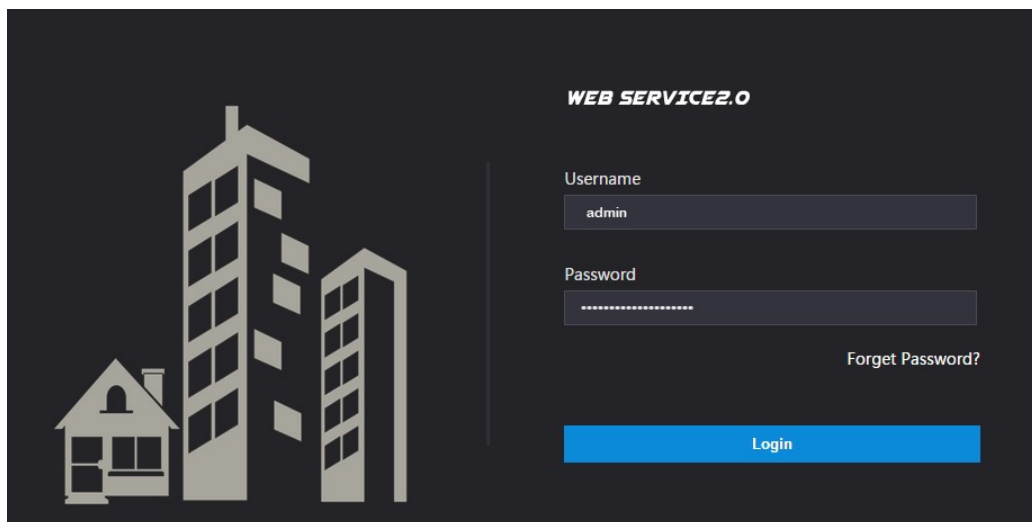 WEB SERVICE2.0
Username
admin
Password
••••••••••••••••••••
Forget Password?
Login